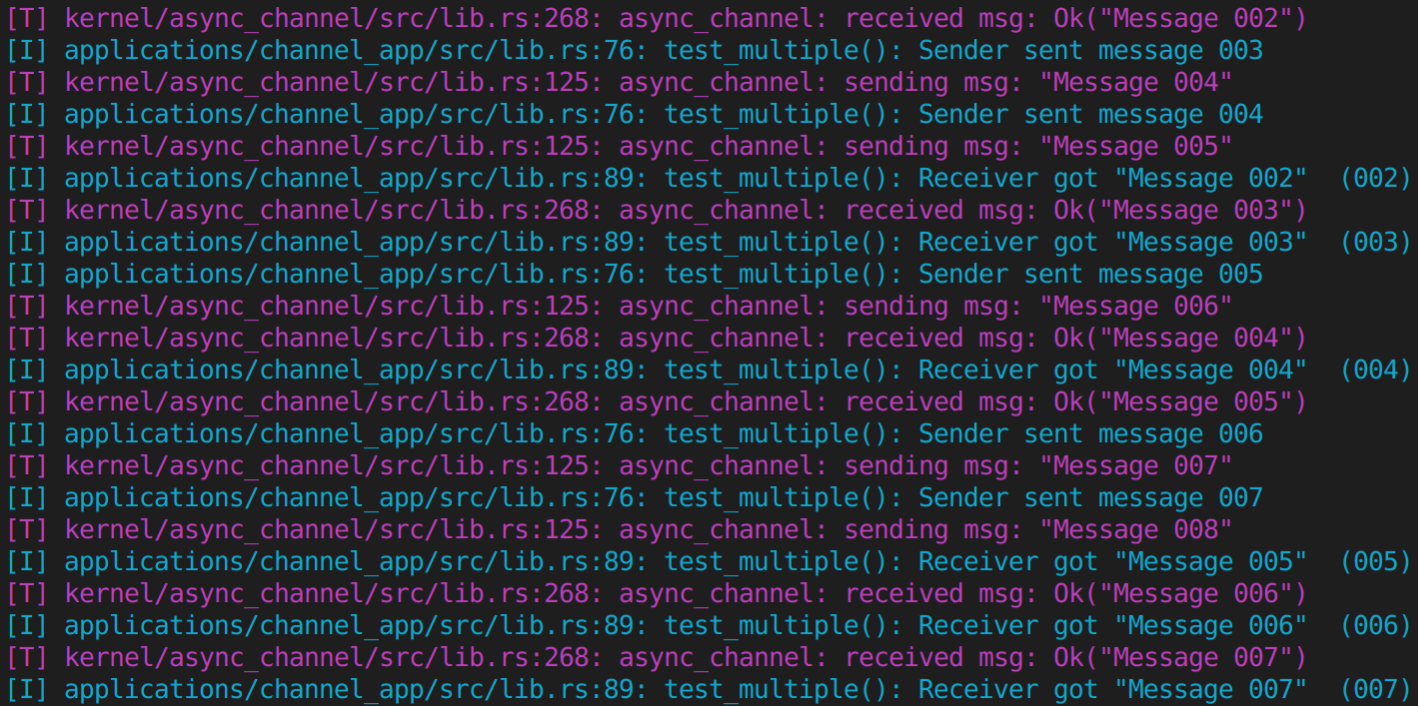 [T] kernel/async_channel/src/lib.rs:268: async_channel: received msg: Ok("Message 002")
[I] applications/channel_app/src/lib.rs:76: test_multiple(): Sender sent message 003
[T] kernel/async_channel/src/lib.rs:125: async_channel: sending msg: "Message 004"
[I] applications/channel_app/src/lib.rs:76: test_multiple(): Sender sent message 004
[T] kernel/async_channel/src/lib.rs:125: async_channel: sending msg: "Message 005"
[I] applications/channel_app/src/lib.rs:89: test_multiple(): Receiver got "Message 002"  (002)
[T] kernel/async_channel/src/lib.rs:268: async_channel: received msg: Ok("Message 003")
[I] applications/channel_app/src/lib.rs:89: test_multiple(): Receiver got "Message 003"  (003)
[I] applications/channel_app/src/lib.rs:76: test_multiple(): Sender sent message 005
[T] kernel/async_channel/src/lib.rs:125: async_channel: sending msg: "Message 006"
[T] kernel/async_channel/src/lib.rs:268: async_channel: received msg: Ok("Message 004")
[I] applications/channel_app/src/lib.rs:89: test_multiple(): Receiver got "Message 004"  (004)
[T] kernel/async_channel/src/lib.rs:268: async_channel: received msg: Ok("Message 005")
[I] applications/channel_app/src/lib.rs:76: test_multiple(): Sender sent message 006
[T] kernel/async_channel/src/lib.rs:125: async_channel: sending msg: "Message 007"
[I] applications/channel_app/src/lib.rs:76: test_multiple(): Sender sent message 007
[T] kernel/async_channel/src/lib.rs:125: async_channel: sending msg: "Message 008"
[I] applications/channel_app/src/lib.rs:89: test_multiple(): Receiver got "Message 005"  (005)
[T] kernel/async_channel/src/lib.rs:268: async_channel: received msg: Ok("Message 006")
[I] applications/channel_app/src/lib.rs:89: test_multiple(): Receiver got "Message 006"  (006)
[T] kernel/async_channel/src/lib.rs:268: async_channel: received msg: Ok("Message 007")
[I] applications/channel_app/src/lib.rs:89: test_multiple(): Receiver got "Message 007"  (007)